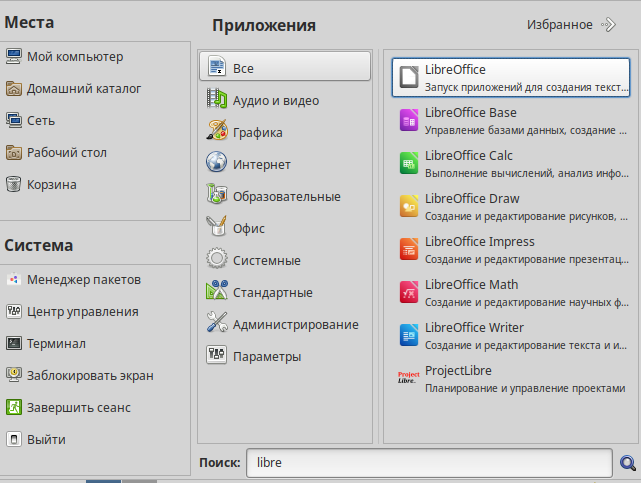 Места
Мой компьютер
Домашний каталог
Сеть
Рабочий стол
Корзина
Система
Менеджер пакетов
Центр управления
Терминал
Заблокировать экран
Завершить сеанс
Выйти
Приложения
Избранное
Все
Аудио и видео
Графика
Интернет
Образовательные
Офис
Системные
Стандартные
Администрирование
Параметры
LibreOffice
Запуск приложений для создания текст...
LibreOffice Base
Управление базами данных, создание ...
LibreOffice Calc
Выполнение вычислений, анализ инфо...
LibreOffice Draw
Создание и редактирование рисунков, ...
LibreOffice Impress
Создание и редактирование презентац...
LibreOffice Math
Создание и редактирование научных ф...
LibreOffice Writer
Создание и редактирование текста и и...
Project
Libre..
ProjectLibre
Планирование и управление проектами
Поиск: libre